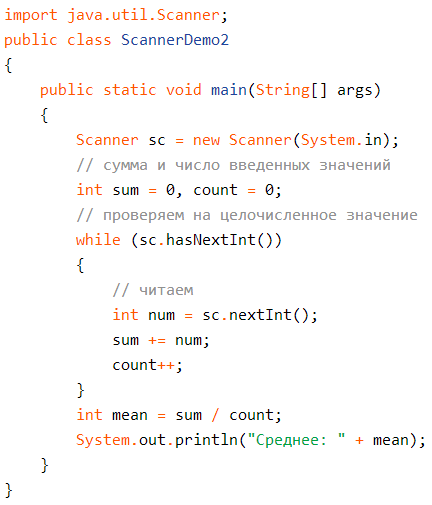 import java.util.Scanner;
public class ScannerDemo2
{
    public static void main(String[] args)
    {
        Scanner sc = new Scanner(System.in);
        // сумма и число введенных значений
        int sum = 0, count = 0;
        // проверяем на целочисленное значение
        while (sc.hasNextInt())
        {
            // читаем
            int num = sc.nextInt();
            sum += num;
            count++;
        }
        int mean = sum / count;
        System.out.println("Среднее: " + mean);
    }
}